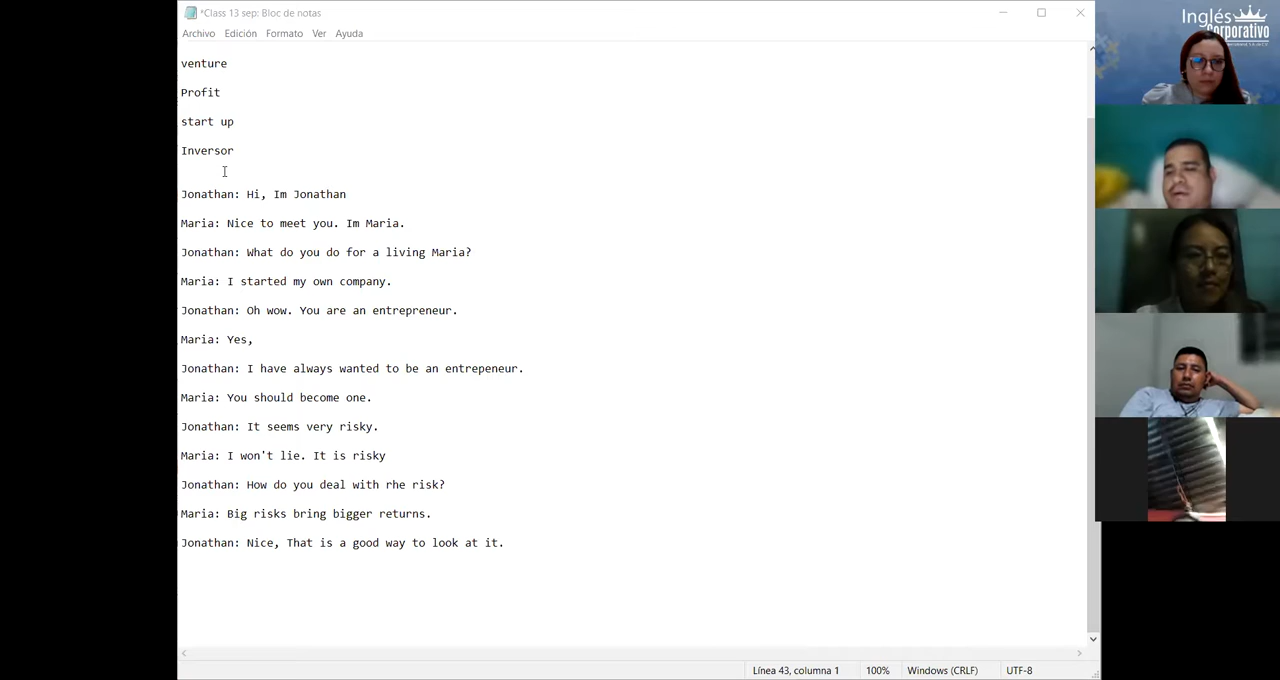 *Class 13 sep: Bloc de notas
Archivo Edición Formato Ver Ayuda
venture
Profit
start up
Inversor
Jonathan: Hi, Im Jonathan
Maria: Nice to meet you. Im Maria.
Jonathan: What do you do for a living Maria?
Maria: I started my own company.
Jonathan: Oh wow. You are an entrepreneur.
Maria: Yes,
Jonathan: I have always wanted to be an entrepeneur.
Maria: You should become one.
Jonathan: It seems very risky.
Maria: I won't lie. It is risky
Jonathan: How do you deal with rhe risk?
Maria: Big risks bring bigger returns.
Jonathan: Nice, That is a good way to look at it.
Línea 43, columna 1 100% Windows (CRLF) UTF-8
Inglés
Corporativo